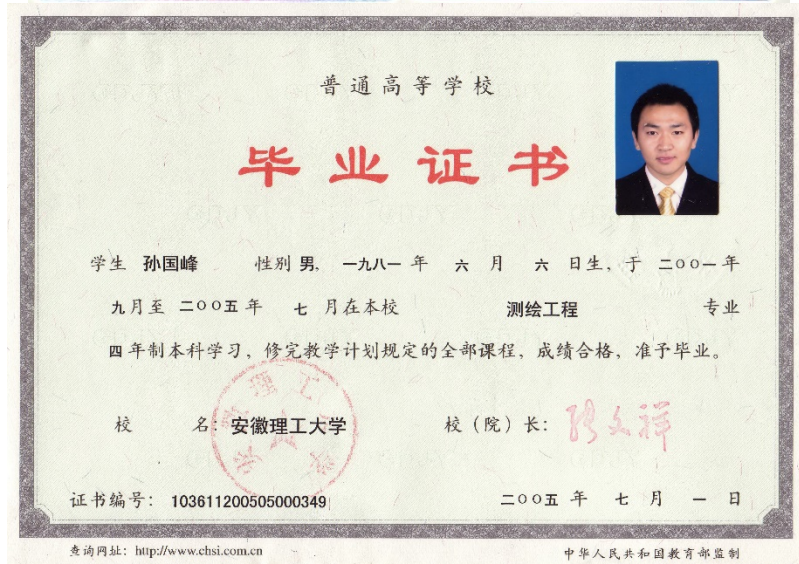 普通高等学校
毕业证书
学生 孙国峰 性别 男，一九八一 年 六 月 六 日生，于 二〇〇一 年
九 月至 二〇〇五 年 七 月在本校 测绘工程 专业
四 年制本科学习，修完教学计划规定的全部课程，成绩合格，准予毕业。
校 名：安徽理工大学 校（院）长：张文祥
证书编号：103611200505000349 二〇〇五 年 七 月 一 日
查询网址：http://www.chsi.com.cn 中华人民共和国教育部监制